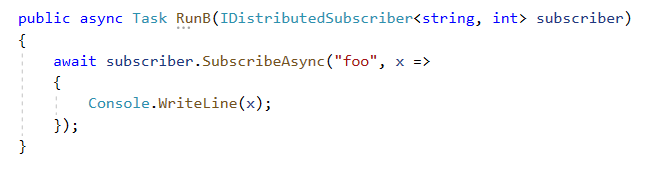 public async Task RunB(IDistributedSubscriber<string, int> subscriber)
{
    await subscriber.SubscribeAsync("foo", x =>
    {
        Console.WriteLine(x);
    });
}